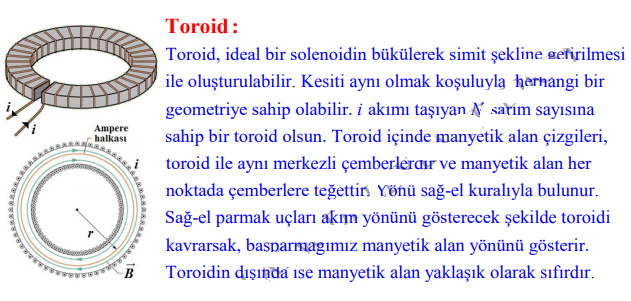 Toroid :
Toroid, ideal bir solenoidin bükülerek simit şekline getirilmesi
ile oluşturulabilir. Kesiti aynı olmak koşuluyla herhangi bir
geometriye sahip olabilir. i akımı taşıyan N sarım sayısına
sahip bir toroid olsun. Toroid içinde manyetik alan çizgileri,
toroid ile aynı merkezli çemberlerdir ve manyetik alan her
noktada çemberlere teğettir. Yönü sağ-el kuralıyla bulunur.
Sağ-el parmak uçları akım yönünü gösterecek şekilde toroidi
kavrarsak, başparmağımız manyetik alan yönünü gösterir.
Toroidin dışında ise manyetik alan yaklaşık olarak sıfırdır.
i
i
Ampere
halkası
i
r
B